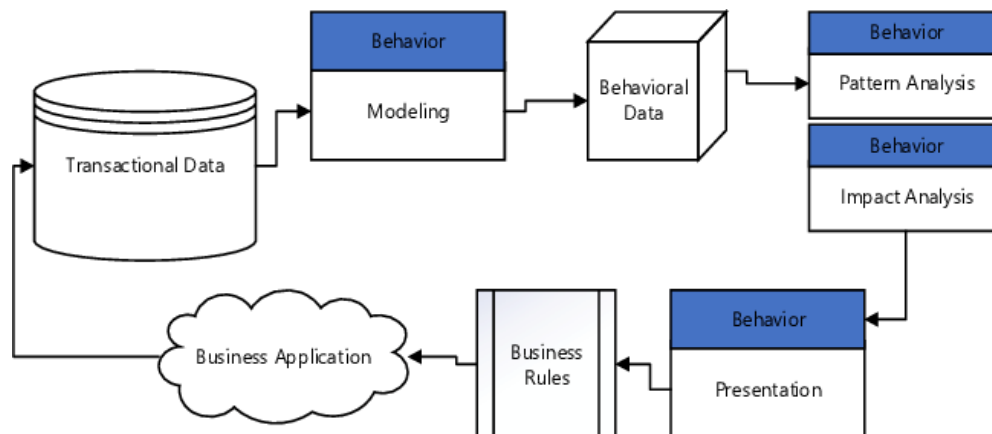 Transactional Data
Behavior
Modeling
Behavioral
Data
Behavior
Pattern Analysis
Behavior
Impact Analysis
Behavior
Presentation
Business
Rules
Business Application